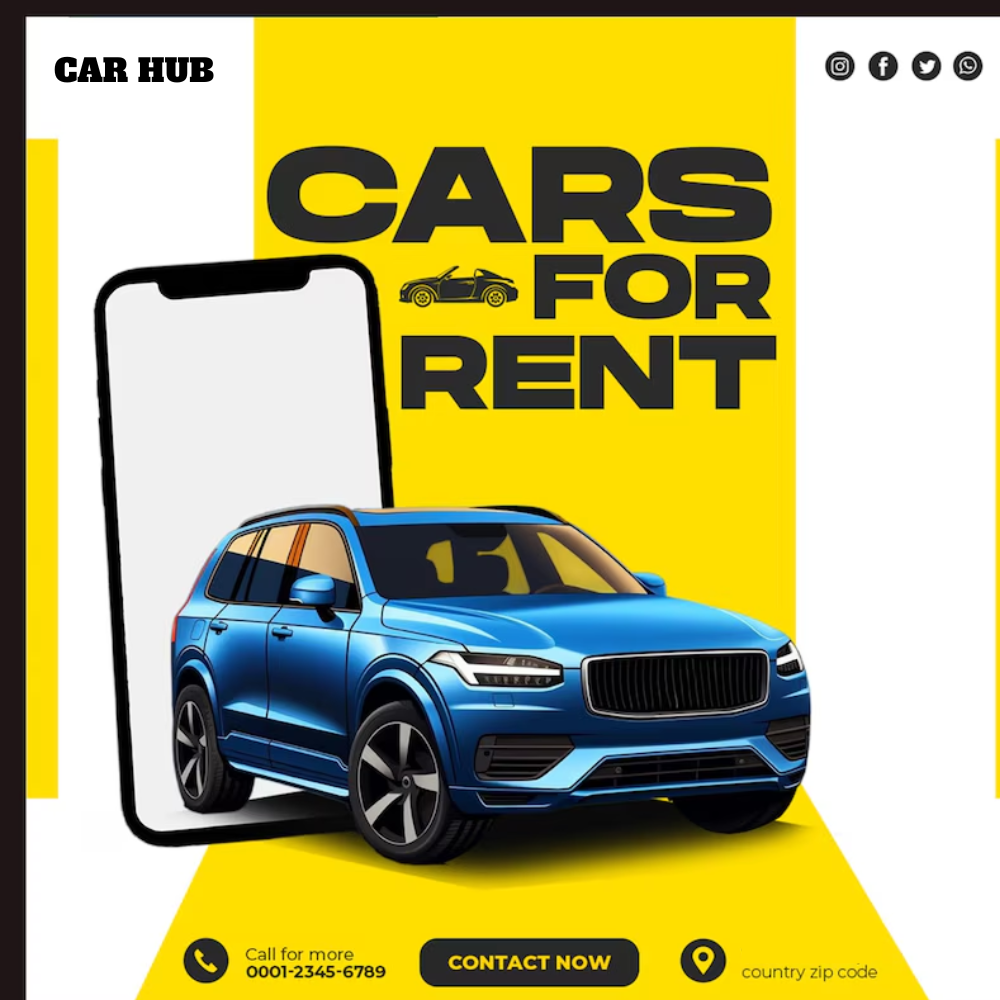 CAR HUB
CARS
FOR
RENT
Call for more
0001-2345-6789
CONTACT NOW
country zip code